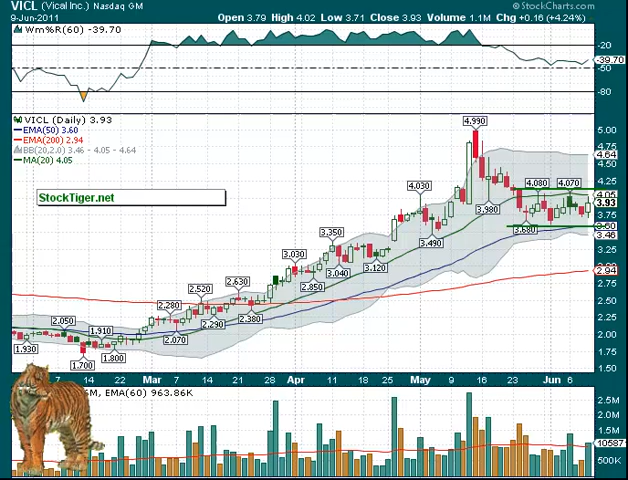 VICL (Vical Inc.) Nasdaq GM
© StockCharts.com
9-Jun-2011
Open 3.79 High 4.02 Low 3.71 Close 3.93 Volume 1.1M Chg +0.16 (+4.24%)
Wm%R(60) -39.70
-20
-39.70
-50
-80
VICL (Daily) 3.93
EMA(50) 3.60
EMA(200) 2.94
BB(20,2.0) 3.46 - 4.05 - 4.64
MA(20) 4.05
StockTiger.net
4.990
4.030
4.080
4.070
3.980
3.680
3.490
3.350
3.030
3.040
3.120
2.850
2.630
2.520
2.280
2.380
2.290
2.070
2.050
1.910
1.930
1.800
1.700
5.00
4.75
4.64
4.50
4.25
4.05
3.93
3.75
3.60
3.46
3.25
2.94
2.75
2.50
2.25
2.00
1.75
1.50
7 14 22 Mar 7 14 21 28 Apr 11 18 25 May 9 16 23 Jun 6
EMA(60) 963.86K
2.5M
2.0M
1.5M
500K